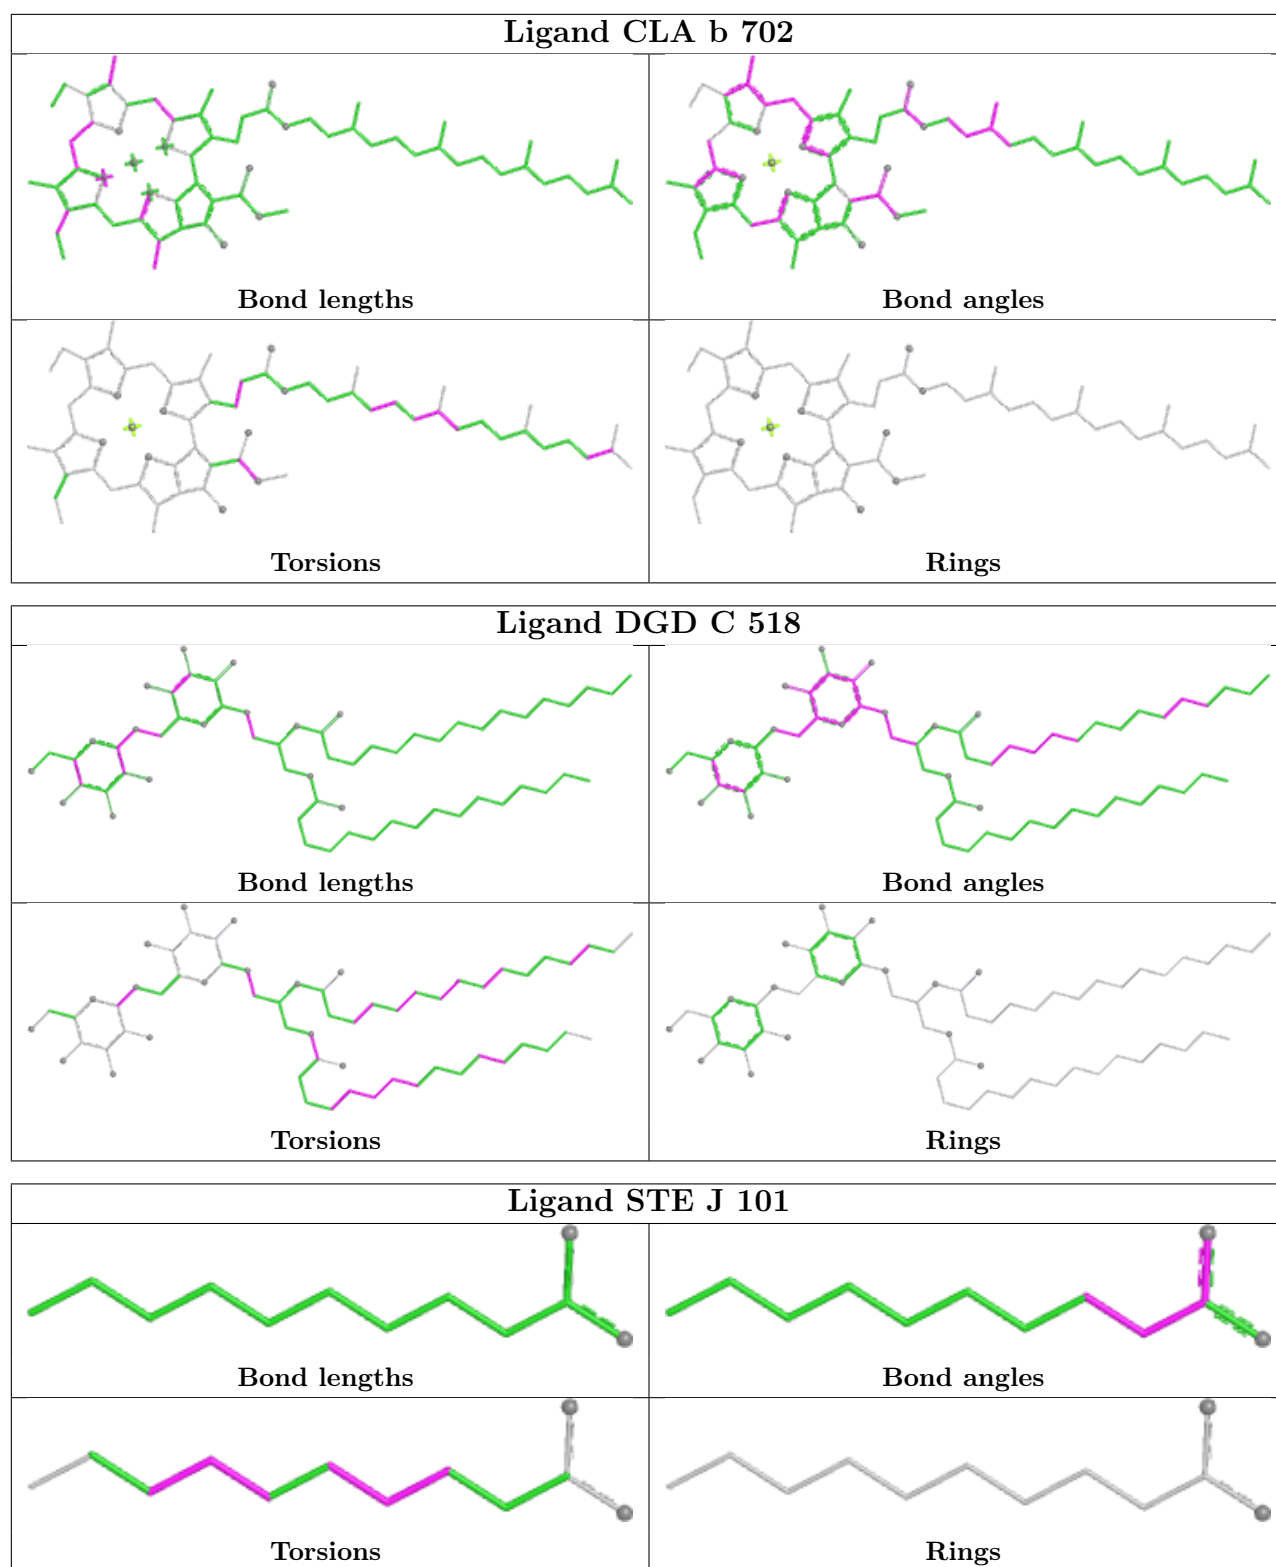 Ligand CLA b 702
Bond lengths
Bond angles
Torsions
Rings
Ligand DGD C 518
Bond lengths
Bond angles
Torsions
Rings
Ligand STE J 101
Bond lengths
Bond angles
Torsions
Rings